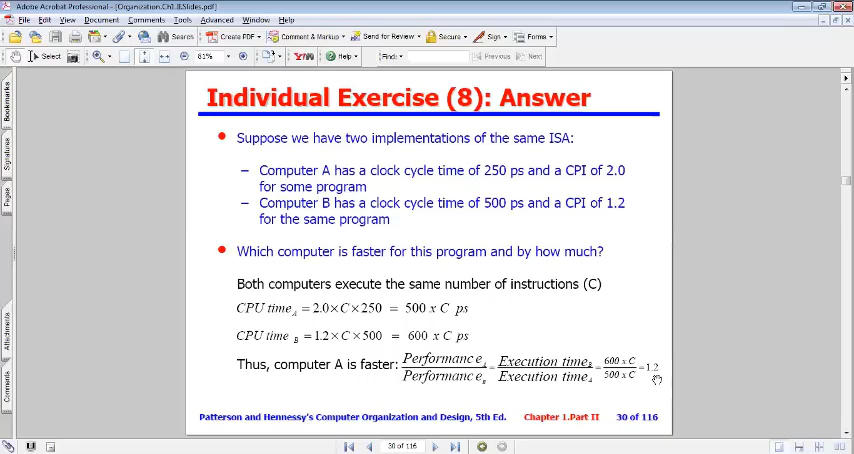 Adobe Acrobat Professional - [Organization.Ch1.II.Slides.pdf]
File Edit View Document Comments Tools Advanced Window Help
Search Create PDF Comment & Markup Send for Review Secure Sign Forms
Select 81% Help Find: Previous Next
Bookmarks
Signatures
Pages
Attachments
Comments
Individual Exercise (8): Answer
• Suppose we have two implementations of the same ISA:
– Computer A has a clock cycle time of 250 ps and a CPI of 2.0
for some program
– Computer B has a clock cycle time of 500 ps and a CPI of 1.2
for the same program
• Which computer is faster for this program and by how much?
Both computers execute the same number of instructions (C)
CPU time A = 2.0 × C × 250 = 500 x C ps
CPU time B = 1.2 × C × 500 = 600 x C ps
Thus, computer A is faster: Performanc e A / Performanc e B = Execution time B / Execution time A = 600 x C / 500 x C = 1.2
Patterson and Hennessy's Computer Organization and Design, 5th Ed. Chapter 1.Part II 30 of 116
30 of 116